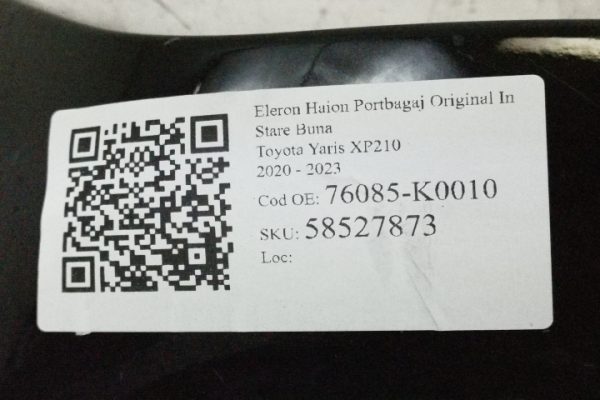 Eleron Haion Portbagaj Original In
Stare Buna
Toyota Yaris XP210
2020 - 2023
Cod OE: 76085-K0010
SKU: 58527873
Loc: